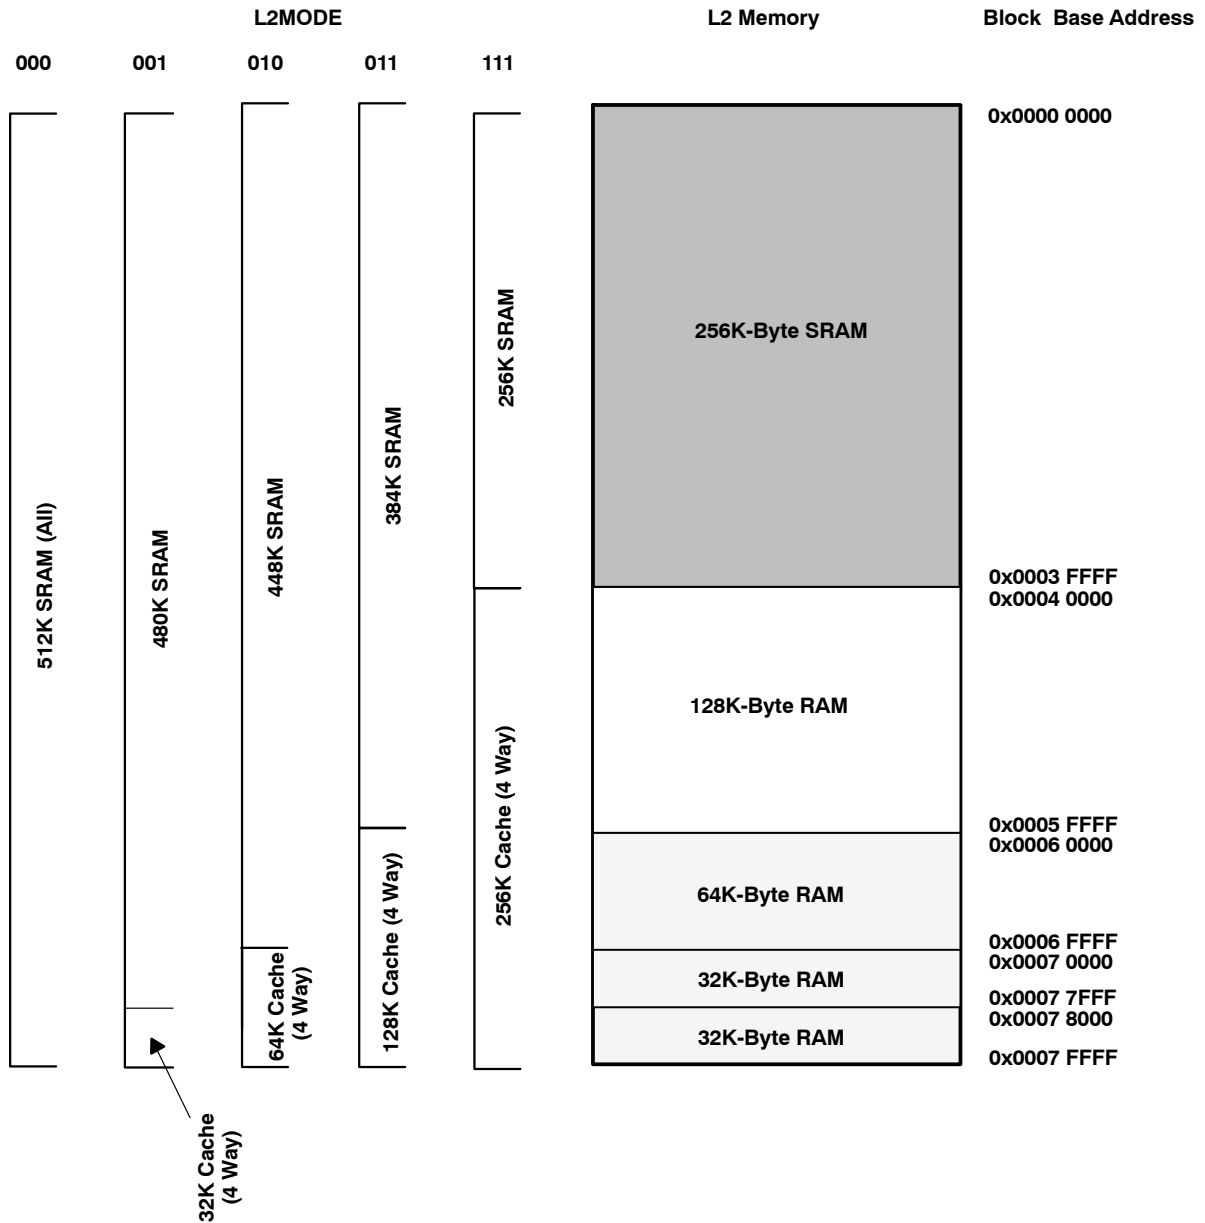 L2MODE
L2 Memory
Block Base Address
000
001
010
011
111
512K SRAM (All)
480K SRAM
32K Cache
(4 Way)
448K SRAM
64K Cache
(4 Way)
384K SRAM
128K Cache (4 Way)
256K SRAM
256K Cache (4 Way)
256K-Byte SRAM
128K-Byte RAM
64K-Byte RAM
32K-Byte RAM
32K-Byte RAM
0x0000 0000
0x0003 FFFF
0x0004 0000
0x0005 FFFF
0x0006 0000
0x0006 FFFF
0x0007 0000
0x0007 7FFF
0x0007 8000
0x0007 FFFF